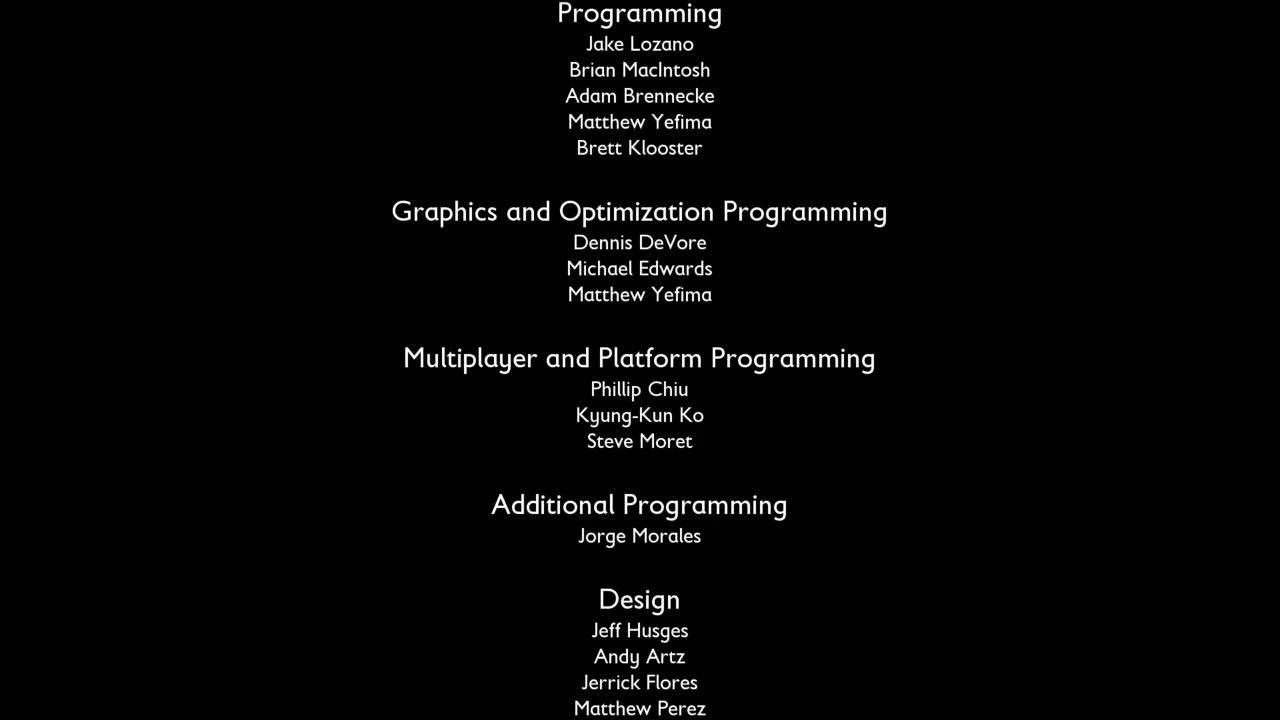 Programming
Jake Lozano
Brian MacIntosh
Adam Brennecke
Matthew Yefima
Brett Klooster
Graphics and Optimization Programming
Dennis DeVore
Michael Edwards
Matthew Yefima
Multiplayer and Platform Programming
Phillip Chiu
Kyung-Kun Ko
Steve Moret
Additional Programming
Jorge Morales
Design
Jeff Husges
Andy Artz
Jerrick Flores
Matthew Perez